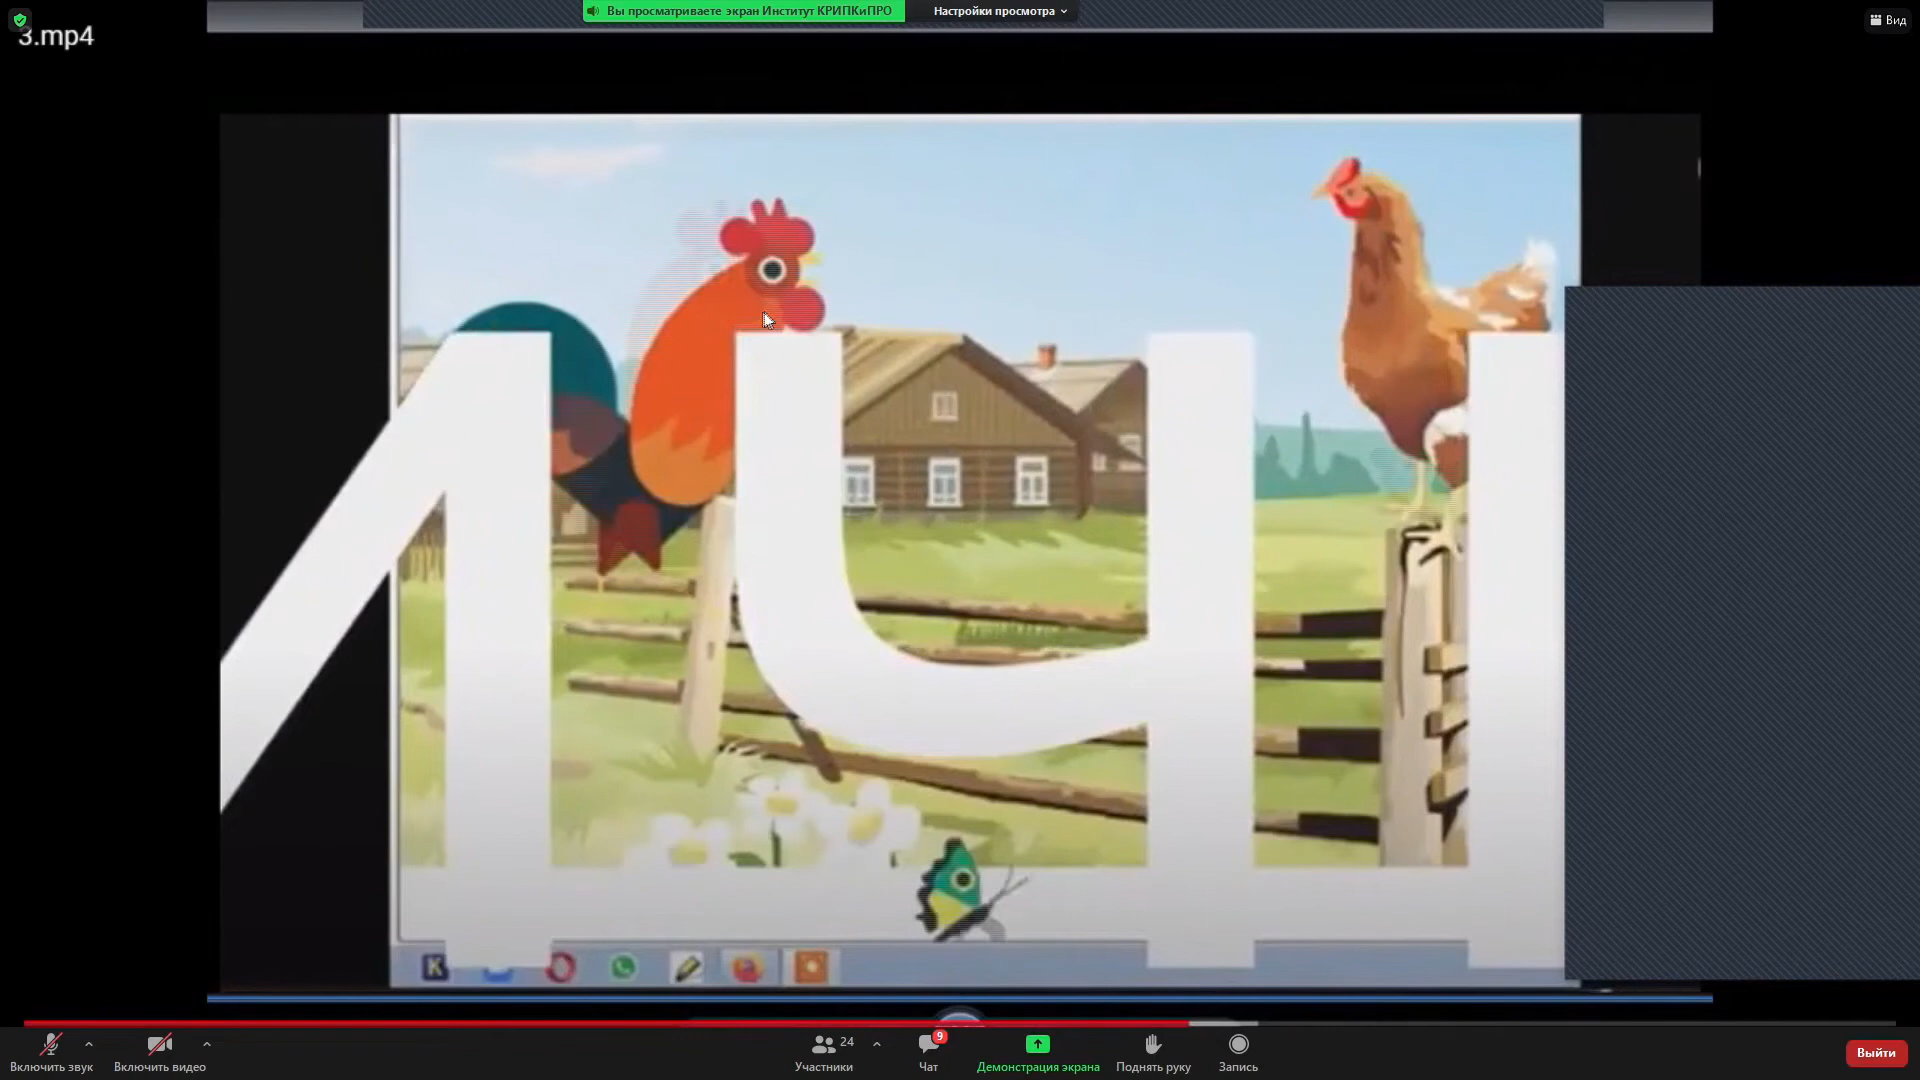 Вы просматриваете экран Институт КРИПКиПРО
Настройки просмотра
Вид
3.mp4
24
9
Включить звук
Включить видео
Участники
Чат
Демонстрация экрана
Поднять руку
Запись
Выйти